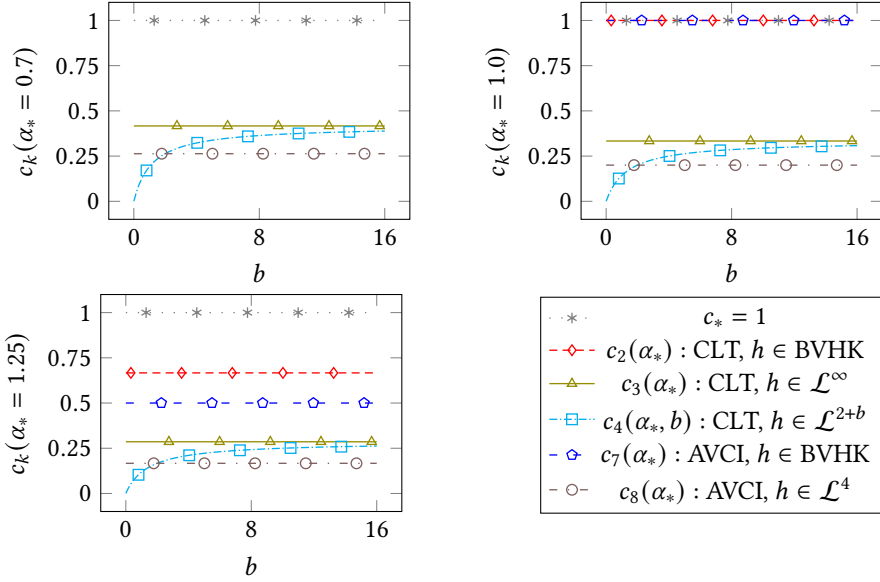 1
0.75
0.5
0.25
0
0
8
16
b
c_k(α_* = 0.7)
1
0.75
0.5
0.25
0
0
8
16
b
c_k(α_* = 1.0)
1
0.75
0.5
0.25
0
0
8
16
b
c_k(α_* = 1.25)
c_* = 1
c_2(α_*) : CLT, h ∈ BVHK
c_3(α_*) : CLT, h ∈ 𝓛^∞
c_4(α_*, b) : CLT, h ∈ 𝓛^{2+b}
c_7(α_*) : AVCI, h ∈ BVHK
c_8(α_*) : AVCI, h ∈ 𝓛^4